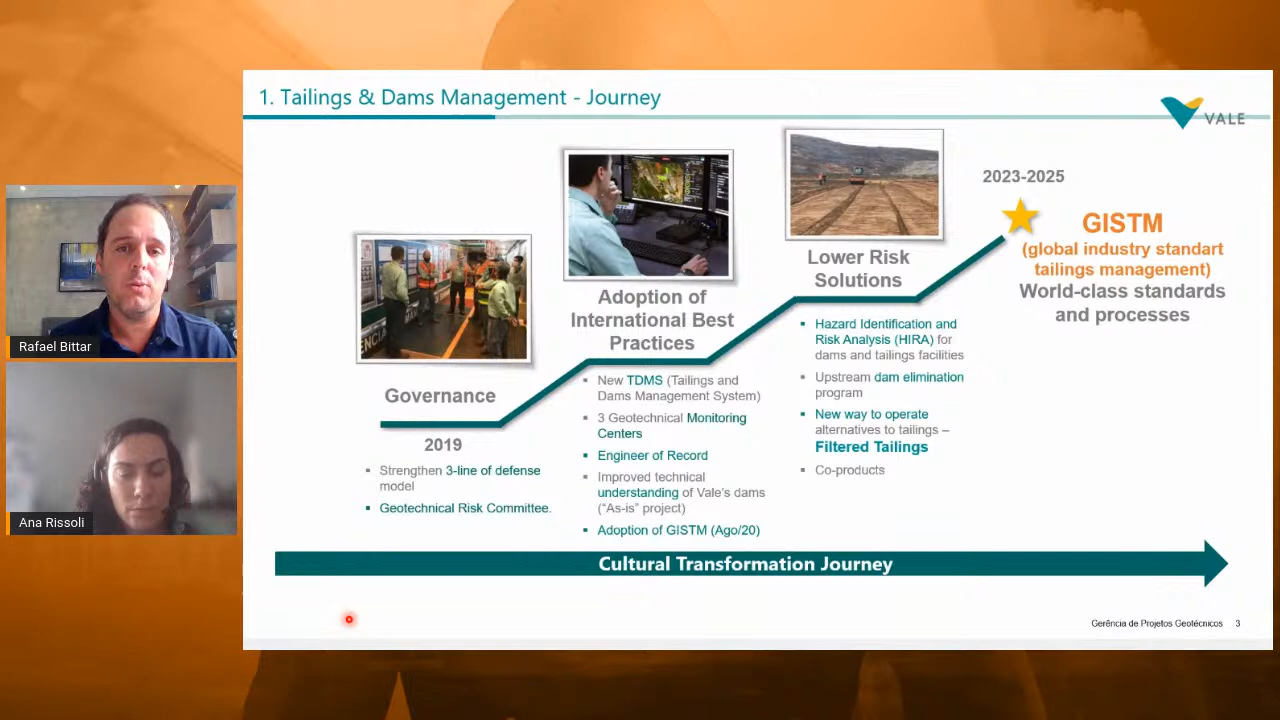 1. Tailings & Dams Management - Journey
VALE
2023-2025
GISTM
(global industry standart
tailings management)
World-class standards
and processes
Lower Risk
Solutions
Hazard Identification and
Risk Analysis (HIRA) for
dams and tailings facilities
Upstream dam elimination
program
New way to operate
alternatives to tailings –
Filtered Tailings
Co-products
Adoption of
International Best
Practices
New TDMS (Tailings and
Dams Management System)
3 Geotechnical Monitoring
Centers
Engineer of Record
Improved technical
understanding of Vale's dams
("As-is" project)
Adoption of GISTM (Ago/20)
Governance
2019
Strengthen 3-line of defense
model
Geotechnical Risk Committee.
Cultural Transformation Journey
Gerência de Projetos Geotécnicos 3
Rafael Bittar
Ana Rissoli